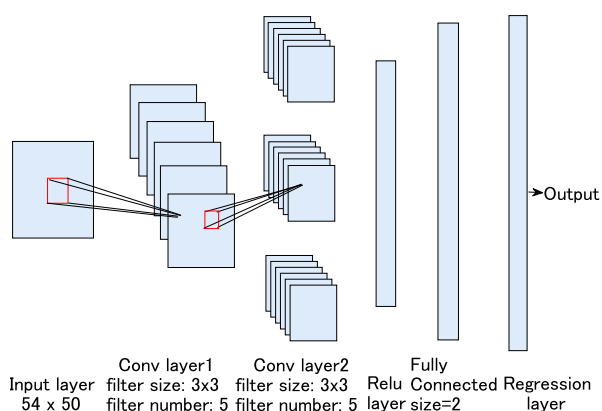 Output
Input layer
54 x 50
Conv layer1
filter size: 3x3
filter number: 5
Conv layer2
filter size: 3x3
filter number: 5
Relu
layer
Fully
Connected
size=2
Regression
layer